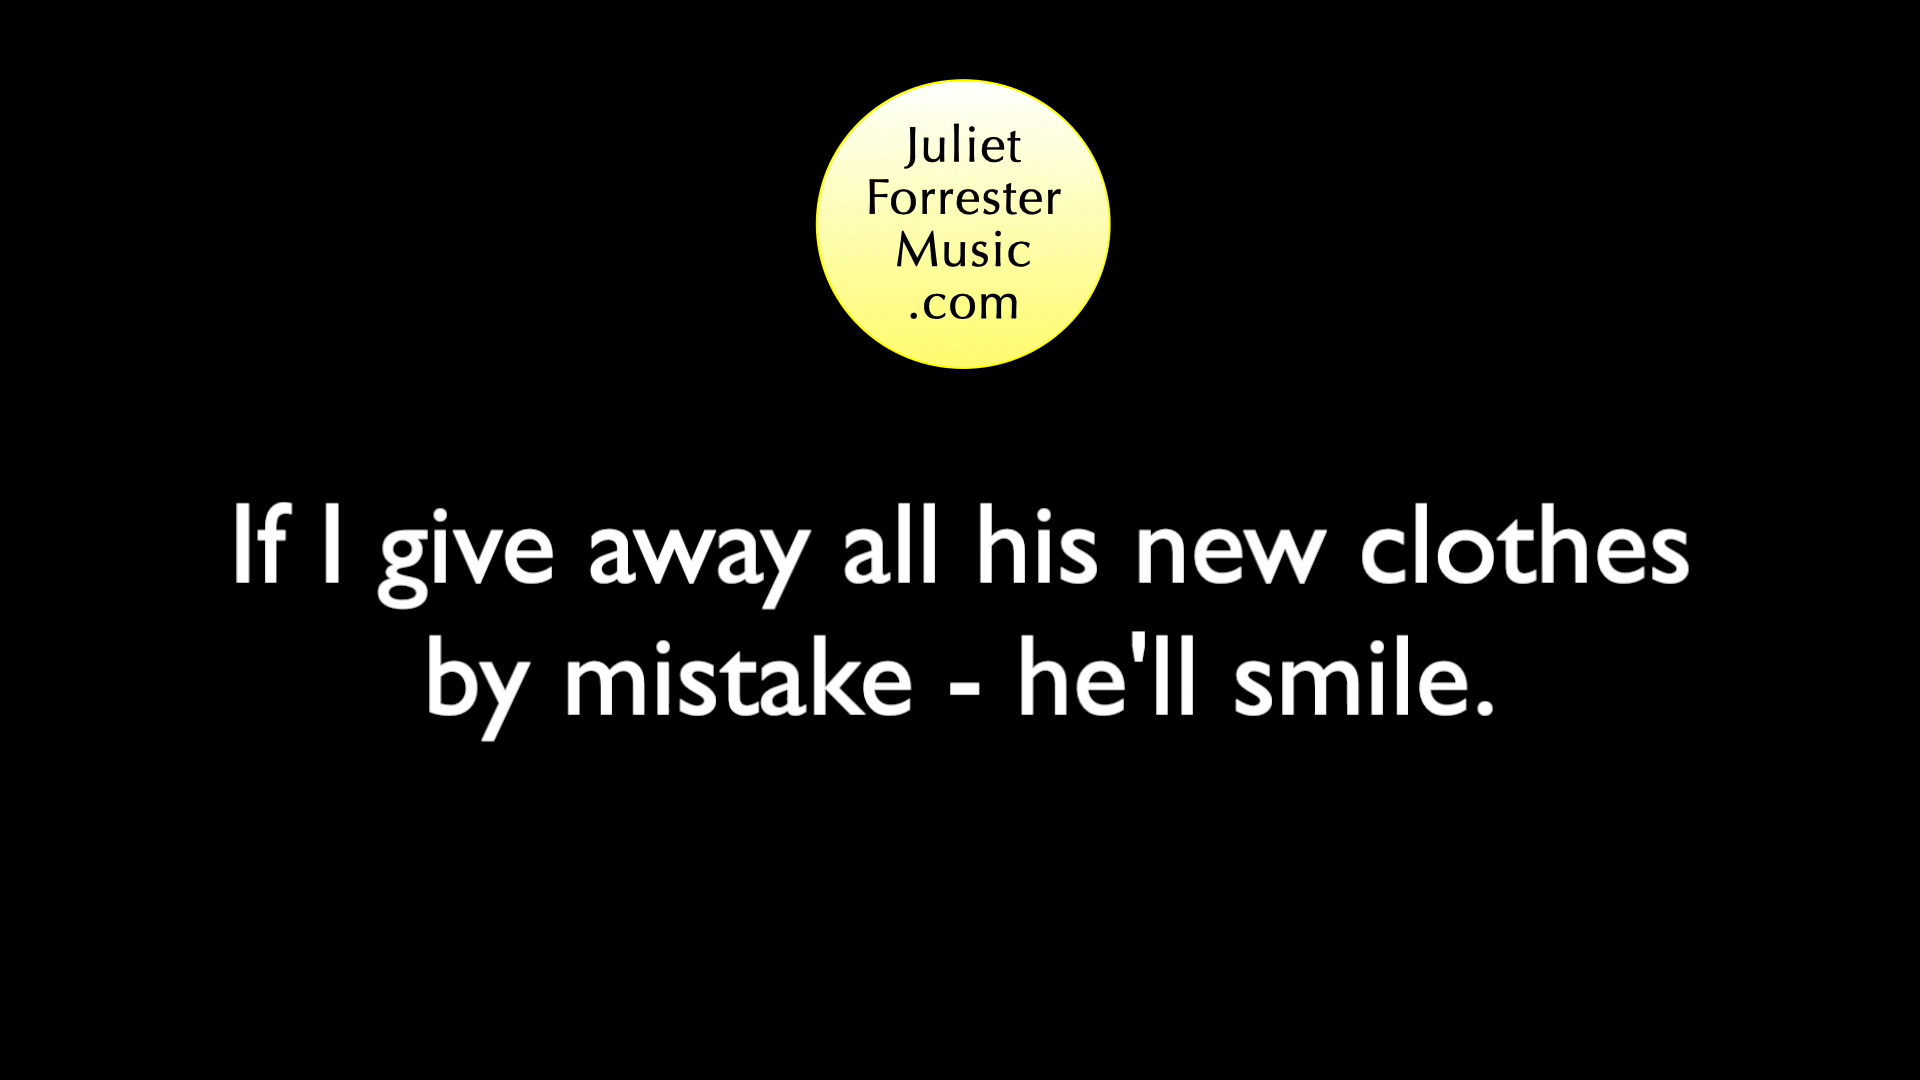 Juliet
Forrester
Music
.com
If I give away all his new clothes
by mistake - he'll smile.